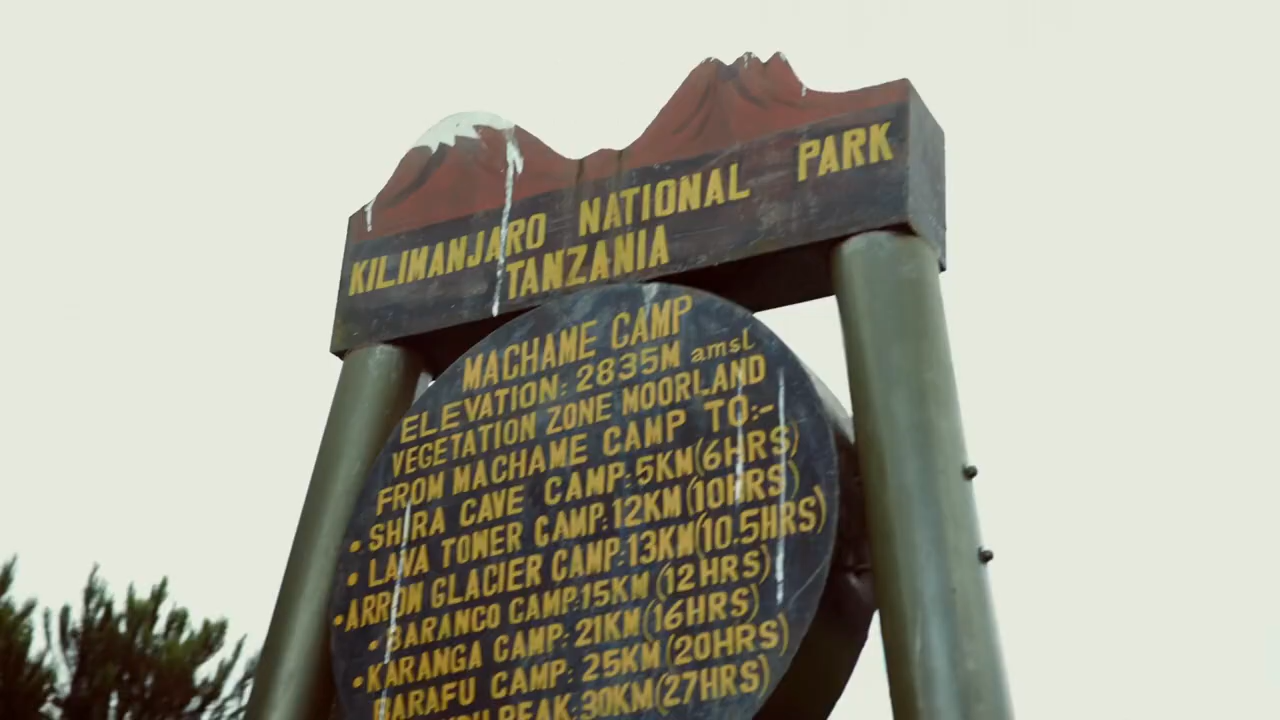 KILIMANJARO NATIONAL PARK
TANZANIA
MACHAME CAMP
ELEVATION: 2835M amsl
VEGETATION ZONE MOORLAND
FROM MACHAME CAMP TO:-
• SHIRA CAVE CAMP: 5KM(6HRS)
• LAVA TOWER CAMP: 12KM(10HRS)
• ARROW GLACIER CAMP: 13KM(10.5HRS)
• BARANCO CAMP: 15KM(12HRS)
• KARANGA CAMP: 21KM(16HRS)
BARAFU CAMP: 25KM(20HRS)
PEAK: 30KM(27HRS)